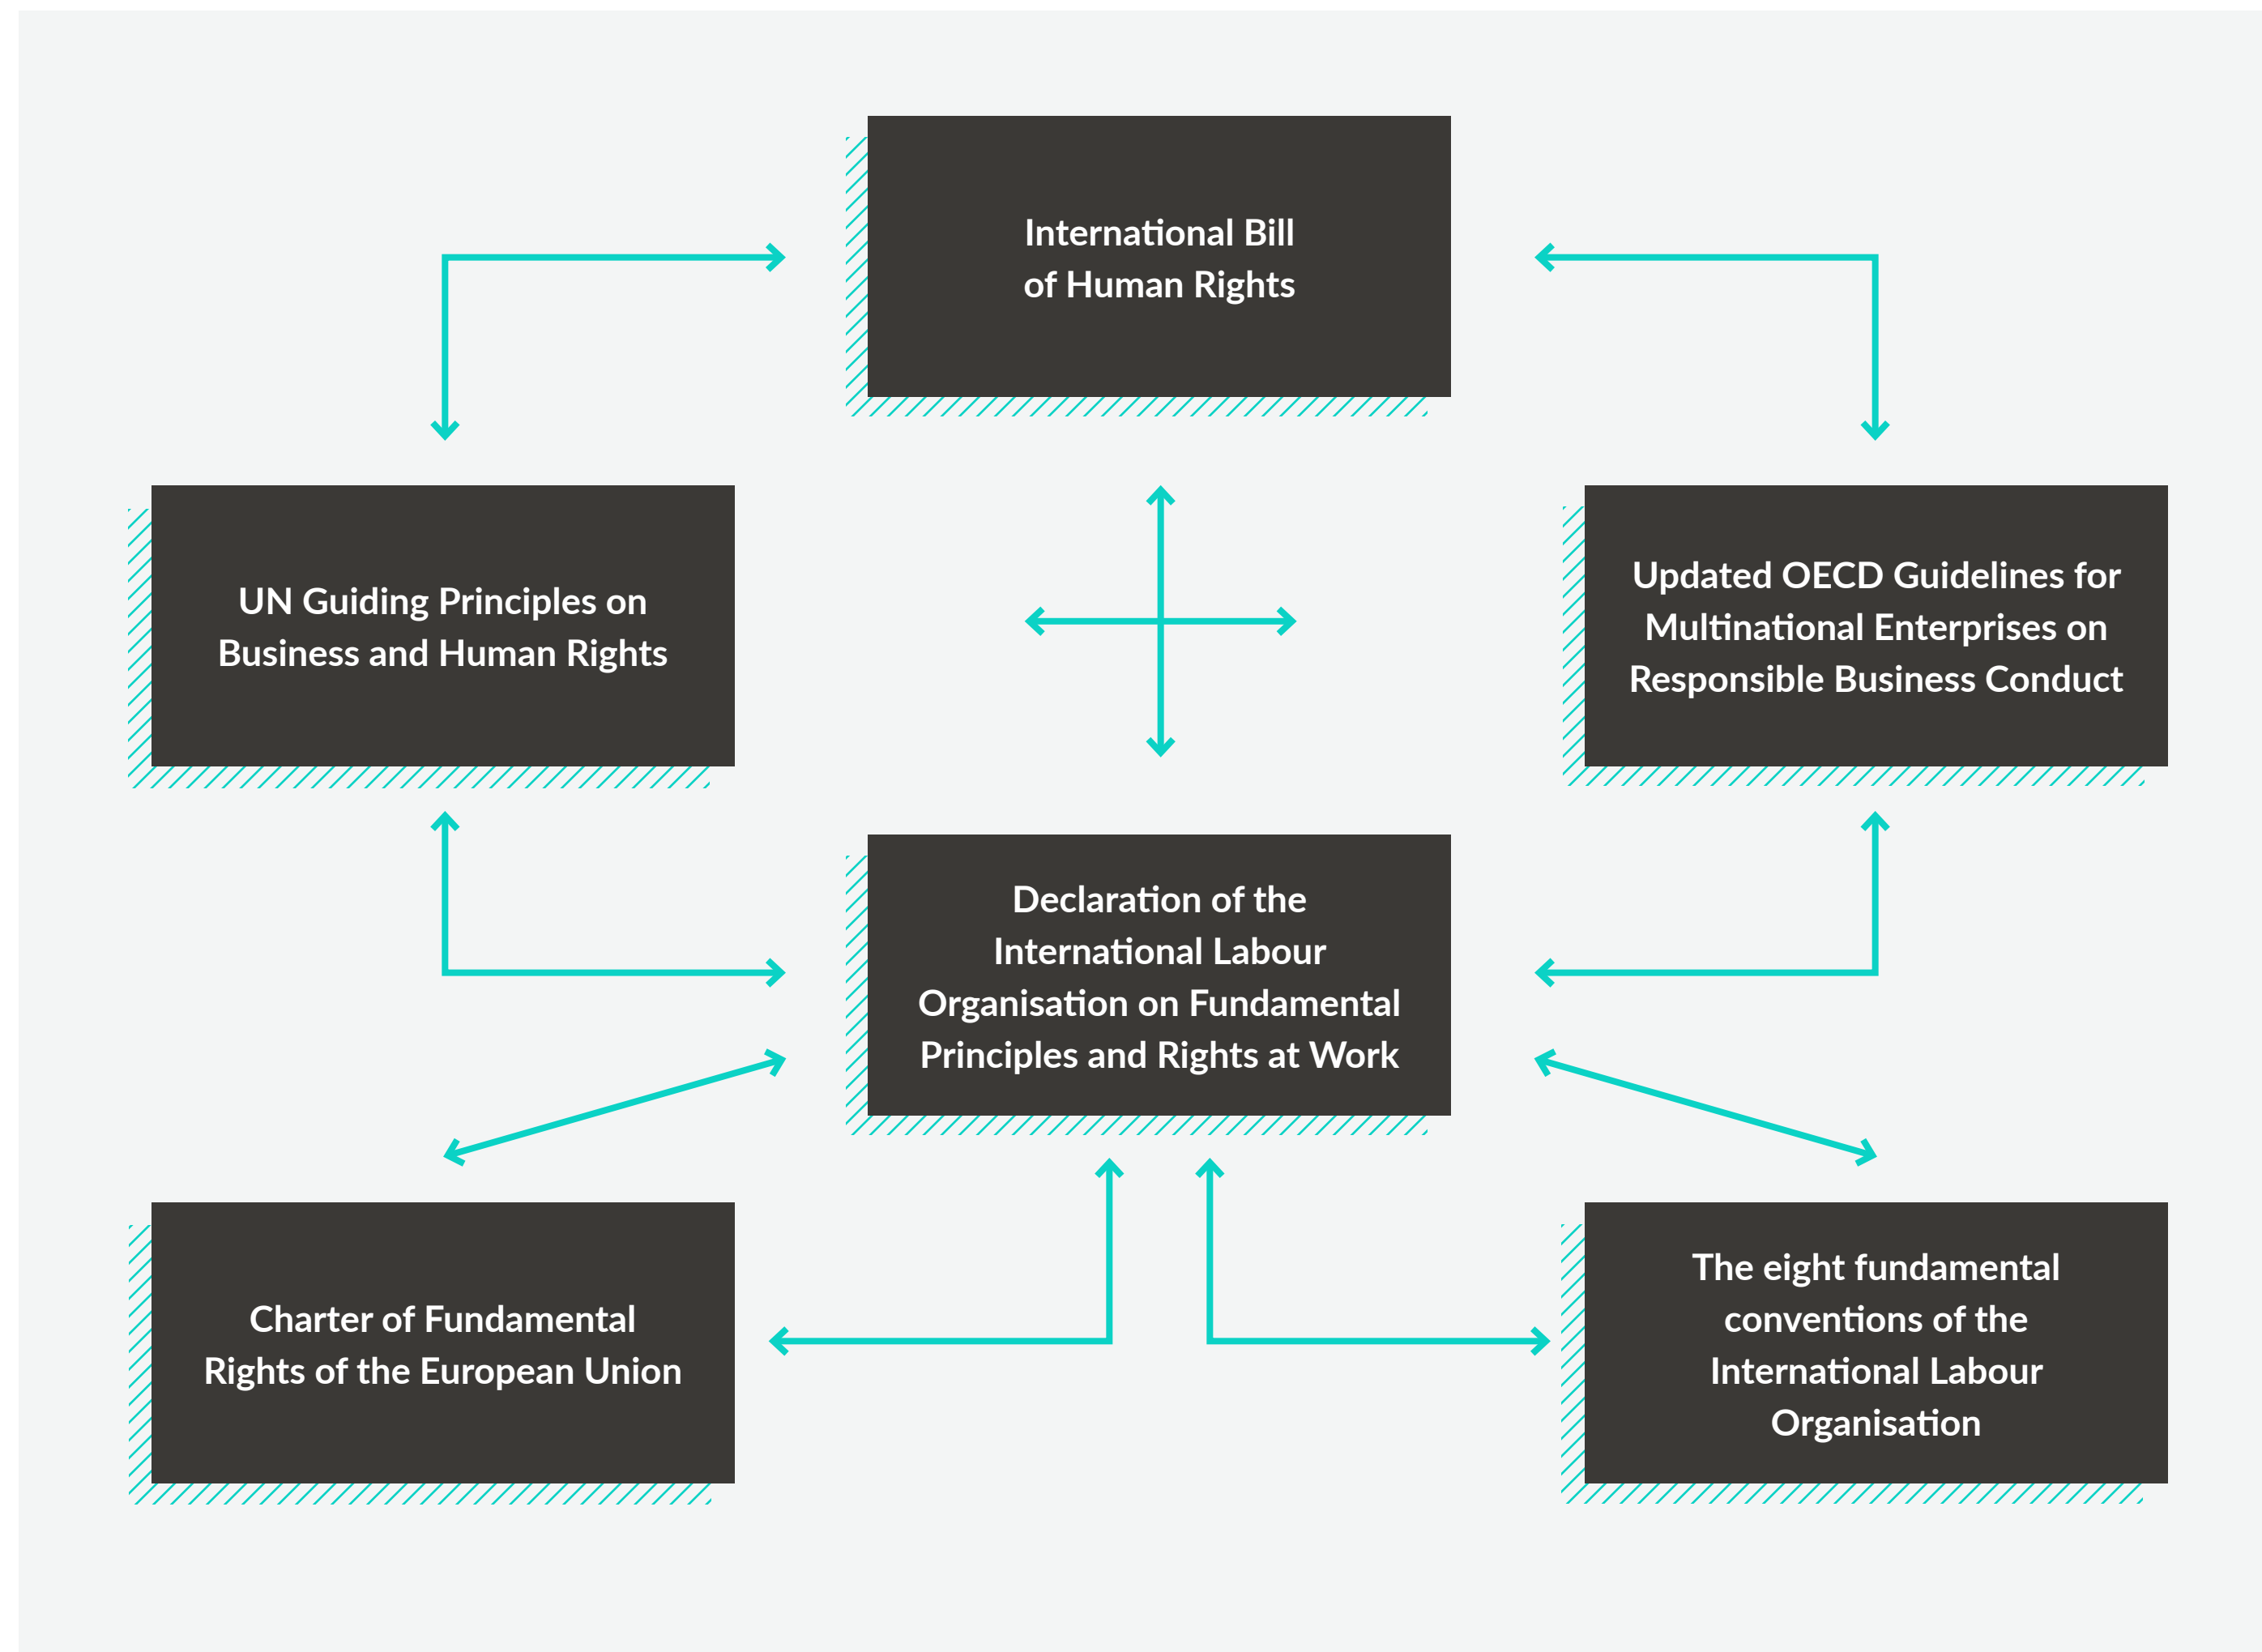 International Bill
of Human Rights
UN Guiding Principles on
Business and Human Rights
Updated OECD Guidelines for
Multinational Enterprises on
Responsible Business Conduct
Declaration of the
International Labour
Organisation on Fundamental
Principles and Rights at Work
Charter of Fundamental
Rights of the European Union
The eight fundamental
conventions of the
International Labour
Organisation